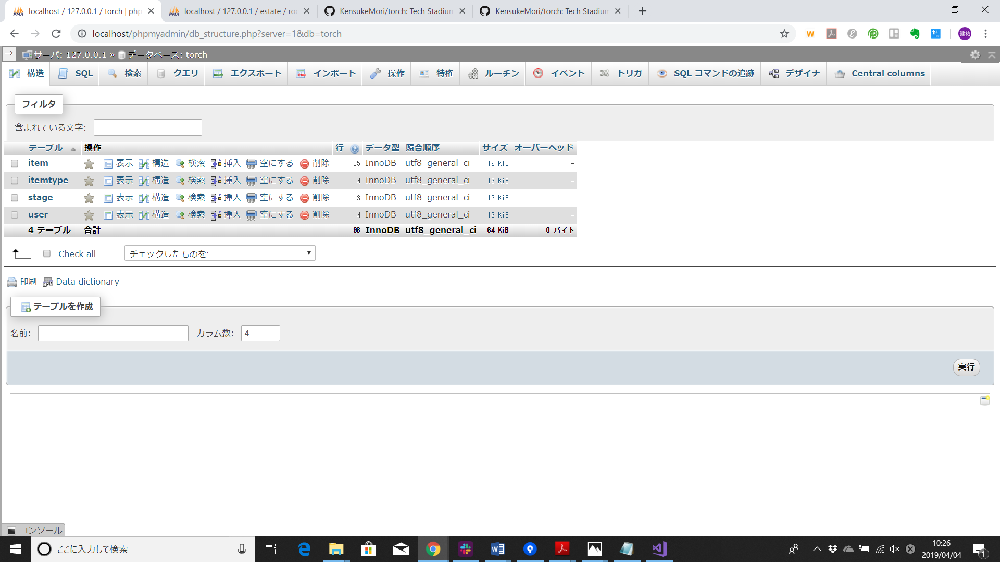 localhost / 127.0.0.1 / torch | php
localhost / 127.0.0.1 / estate / roo
KensukeMori/torch: Tech Stadium
KensukeMori/torch: Tech Stadium
localhost/phpmyadmin/db_structure.php?server=1&db=torch
健祐
サーバ: 127.0.0.1 » データベース: torch
構造 SQL 検索 クエリ エクスポート インポート 操作 特権 ルーチン イベント トリガ SQL コマンドの追跡 デザイナ Central columns
フィルタ
含まれている文字:
テーブル 操作 行 データ型 照合順序 サイズ オーバーヘッド
item 表示 構造 検索 挿入 空にする 削除 85 InnoDB utf8_general_ci 16 KiB -
itemtype 表示 構造 検索 挿入 空にする 削除 4 InnoDB utf8_general_ci 16 KiB -
stage 表示 構造 検索 挿入 空にする 削除 3 InnoDB utf8_general_ci 16 KiB -
user 表示 構造 検索 挿入 空にする 削除 4 InnoDB utf8_general_ci 16 KiB -
4 テーブル 合計 96 InnoDB utf8_general_ci 64 KiB 0 バイト
Check all チェックしたものを:
印刷 Data dictionary
テーブルを作成
名前: カラム数: 4
実行
コンソール
ここに入力して検索
10:26
2019/04/04
1